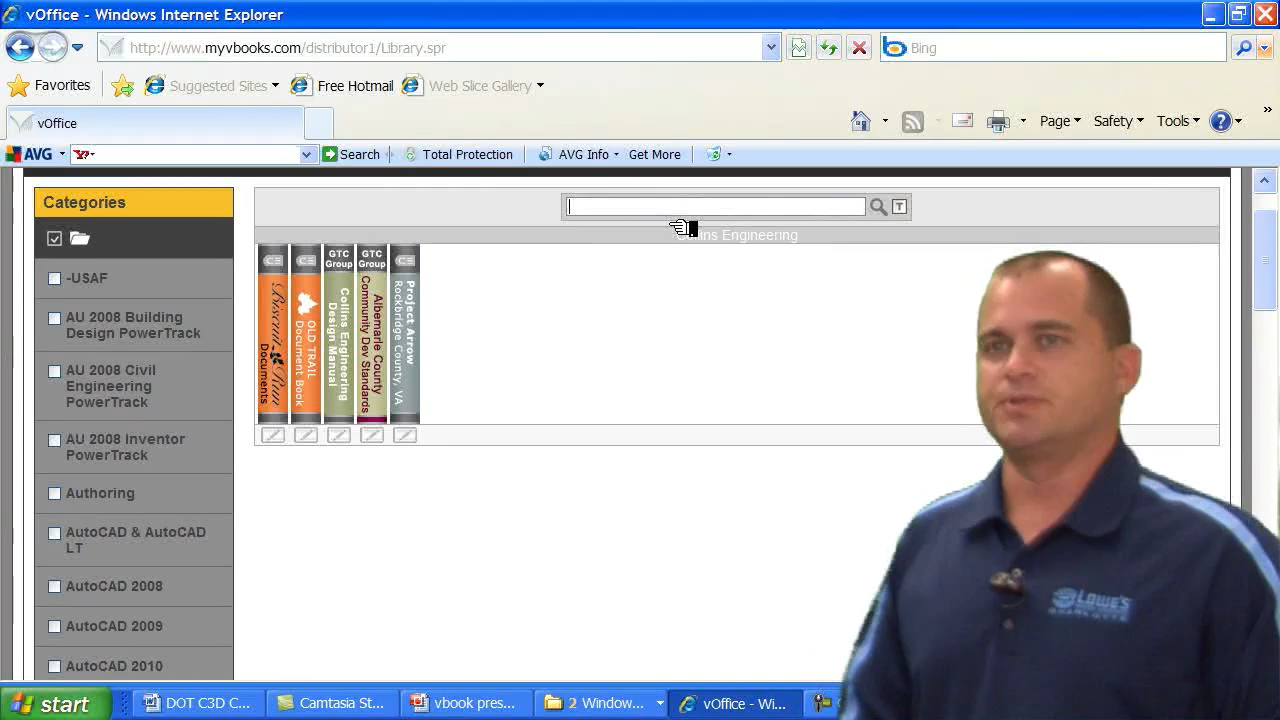 vOffice - Windows Internet Explorer
http://www.myvbooks.com/distributor1/Library.spr
Bing
Favorites
Suggested Sites
Free Hotmail
Web Slice Gallery
vOffice
Page
Safety
Tools
»
AVG
Y!
Search
Total Protection
AVG Info
Get More
Categories
-USAF
AU 2008 Building
Design PowerTrack
AU 2008 Civil
Engineering
PowerTrack
AU 2008 Inventor
PowerTrack
Authoring
AutoCAD & AutoCAD
LT
AutoCAD 2008
AutoCAD 2009
AutoCAD 2010
T
Collins Engineering
Biscuit Run
Documents
OLD TRAIL
Document Book
GTC
Group
Collins Engineering
Design Manual
GTC
Group
Albemarle County
Community Dev Standards
Project Arrow
Rockbridge County, VA
LOWE'S
start
DOT C3D C...
Camtasia St...
vbook pres...
2 Window...
vOffice - Wi...